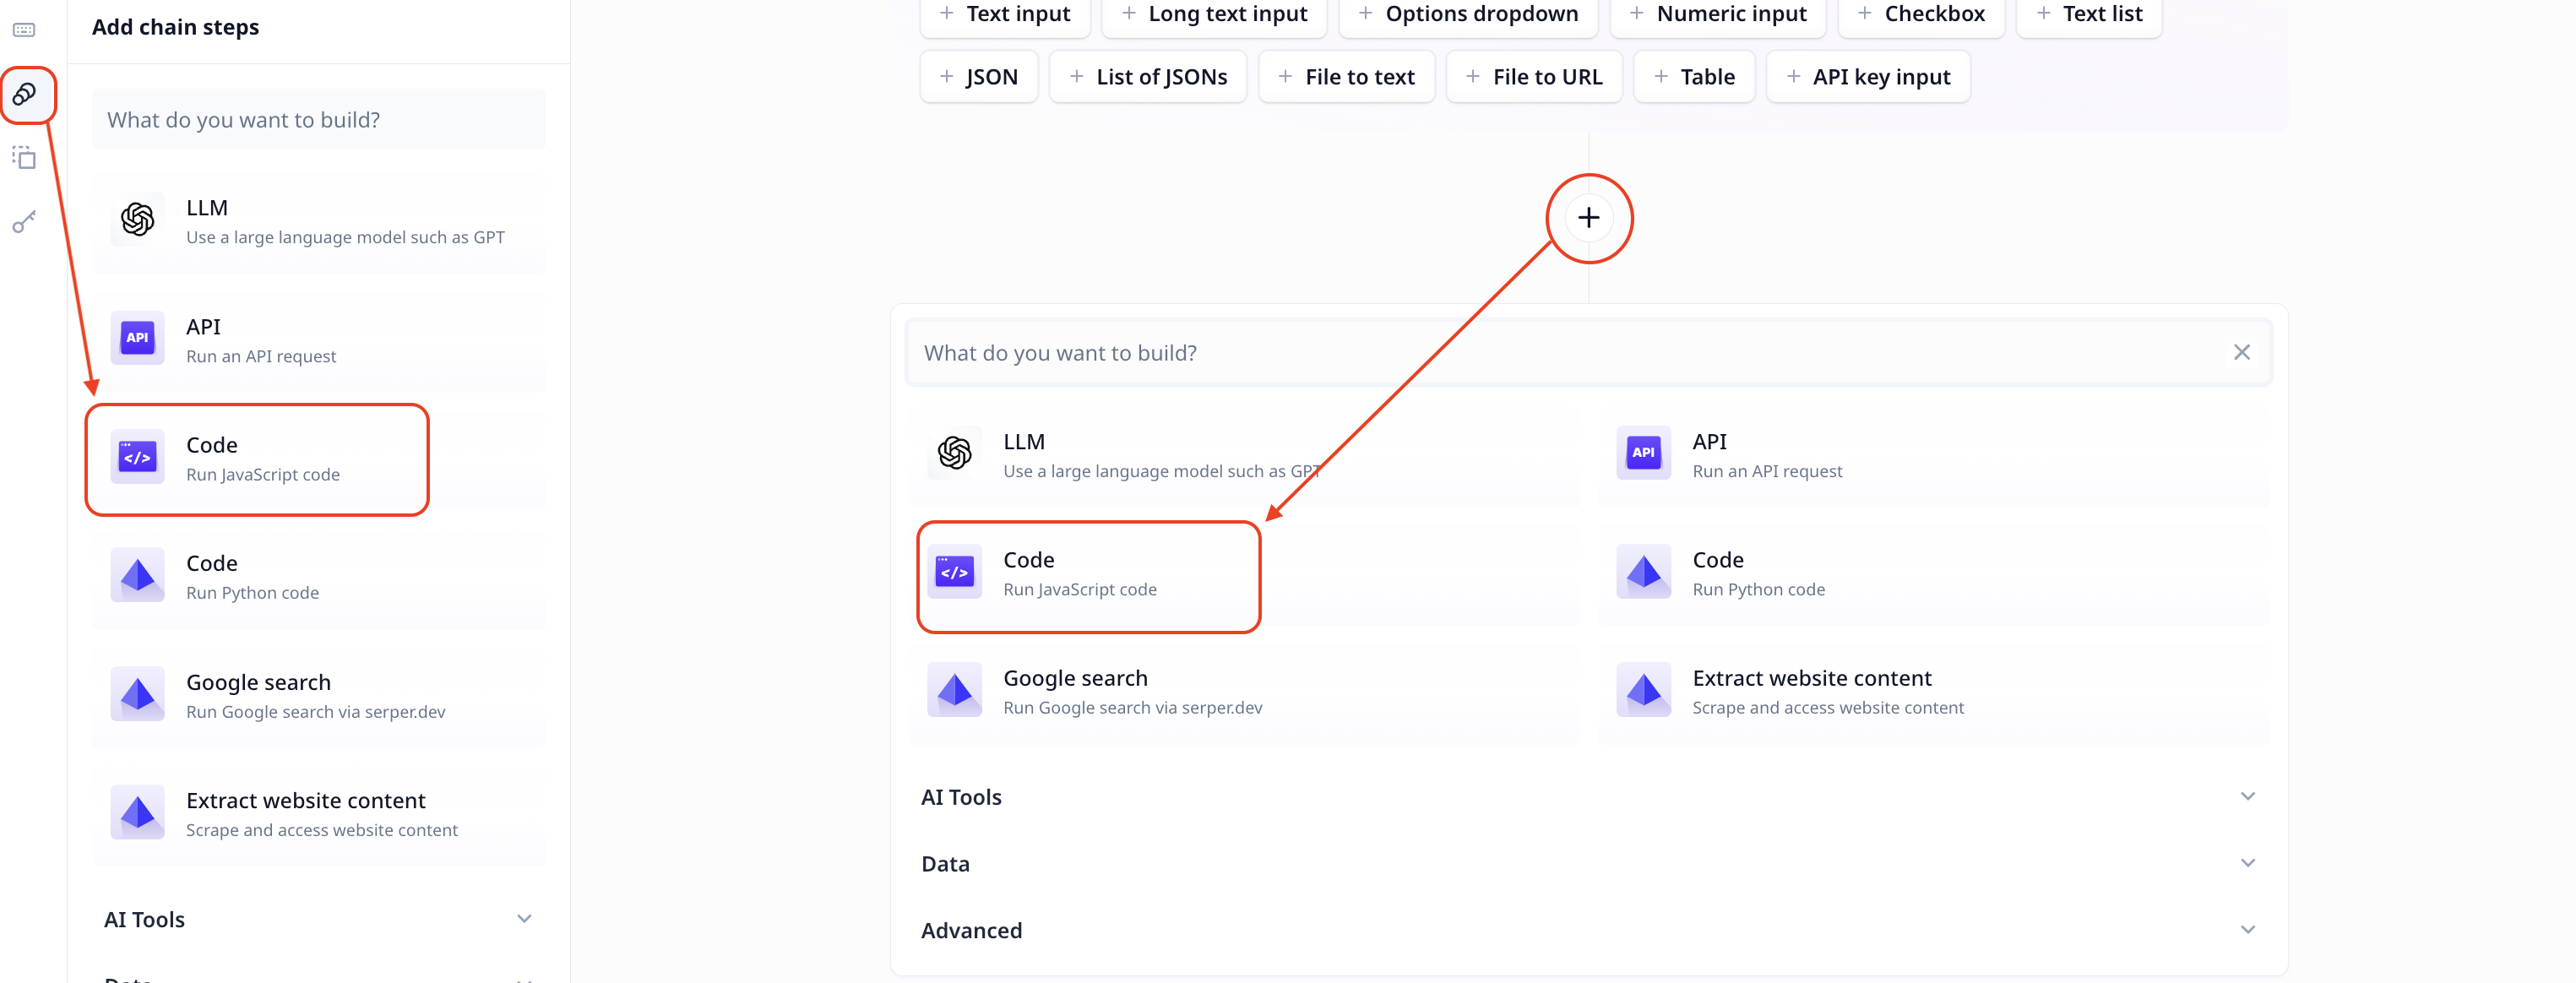 Add chain steps
What do you want to build?
LLM
Use a large language model such as GPT
API
API
Run an API request
</>
Code
Run JavaScript code
Code
Run Python code
Google search
Run Google search via serper.dev
Extract website content
Scrape and access website content
AI Tools
Data
+ Text input
+ Long text input
+ Options dropdown
+ Numeric input
+ Checkbox
+ Text list
+ JSON
+ List of JSONs
+ File to text
+ File to URL
+ Table
+ API key input
+
What do you want to build?
LLM
Use a large language model such as GPT
API
API
Run an API request
</>
Code
Run JavaScript code
Code
Run Python code
Google search
Run Google search via serper.dev
Extract website content
Scrape and access website content
AI Tools
Data
Advanced